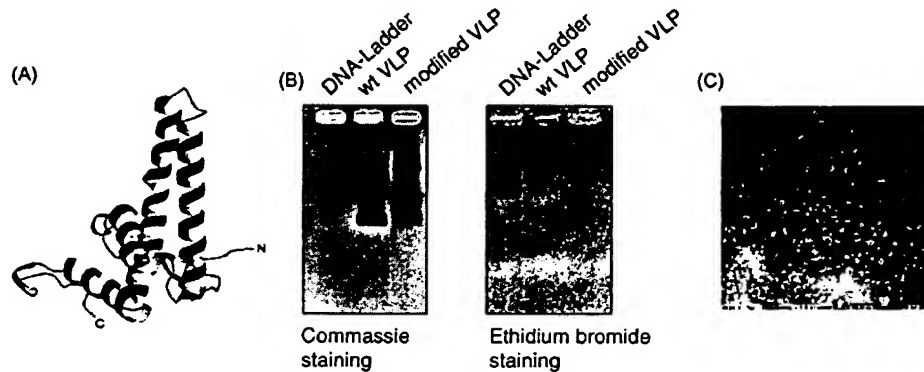 (A)
(B)
DNA-Ladder
wt VLP
modified VLP
DNA-Ladder
wt VLP
modified VLP
(C)
N
C
Commassie
staining
Ethidium bromide
staining